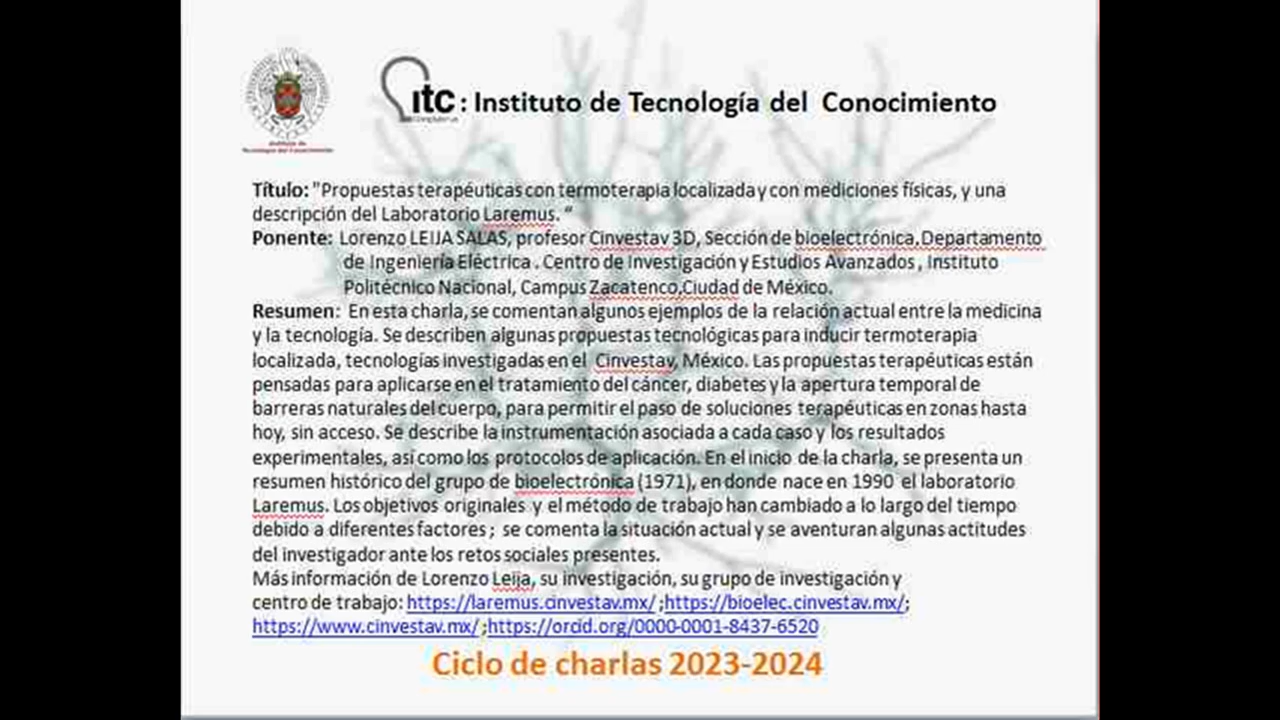 Instituto de
Tecnología del Conocimiento
itc : Instituto de Tecnología del Conocimiento
Título: "Propuestas terapéuticas con termoterapia localizada y con mediciones físicas, y una
descripción del Laboratorio Laremus. “
Ponente: Lorenzo LEIJA SALAS, profesor Cinvestav 3D, Sección de bioelectrónica.Departamento
de Ingeniería Eléctrica . Centro de Investigación y Estudios Avanzados , Instituto
Politécnico Nacional, Campus Zacatenco,Ciudad de México.
Resumen: En esta charla, se comentan algunos ejemplos de la relación actual entre la medicina
y la tecnología. Se describen algunas propuestas tecnológicas para inducir termoterapia
localizada, tecnologías investigadas en el Cinvestav, México. Las propuestas terapéuticas están
pensadas para aplicarse en el tratamiento del cáncer, diabetes y la apertura temporal de
barreras naturales del cuerpo, para permitir el paso de soluciones terapéuticas en zonas hasta
hoy, sin acceso. Se describe la instrumentación asociada a cada caso y los resultados
experimentales, así como los protocolos de aplicación. En el inicio de la charla, se presenta un
resumen histórico del grupo de bioelectrónica (1971), en donde nace en 1990 el laboratorio
Laremus. Los objetivos originales y el método de trabajo han cambiado a lo largo del tiempo
debido a diferentes factores ; se comenta la situación actual y se aventuran algunas actitudes
del investigador ante los retos sociales presentes.
Más información de Lorenzo Leija, su investigación, su grupo de investigación y
centro de trabajo: https://laremus.cinvestav.mx/ ;https://bioelec.cinvestav.mx/;
https://www.cinvestav.mx/ ;https://orcid.org/0000-0001-8437-6520
Ciclo de charlas 2023-2024